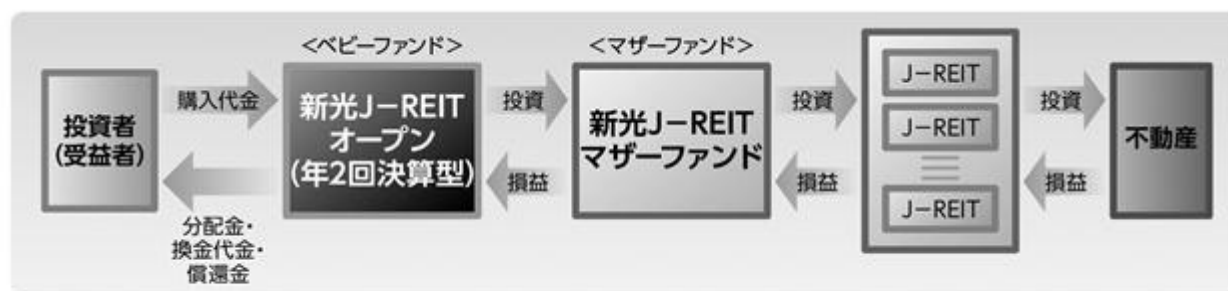 <ベビーファンド>
<マザーファンド>
投資者
(受益者)
購入代金
分配金・
換金代金・
償還金
新光J-REIT
オープン
(年2回決算型)
投資
損益
新光J-REIT
マザーファンド
投資
損益
J-REIT
J-REIT
J-REIT
投資
損益
不動産